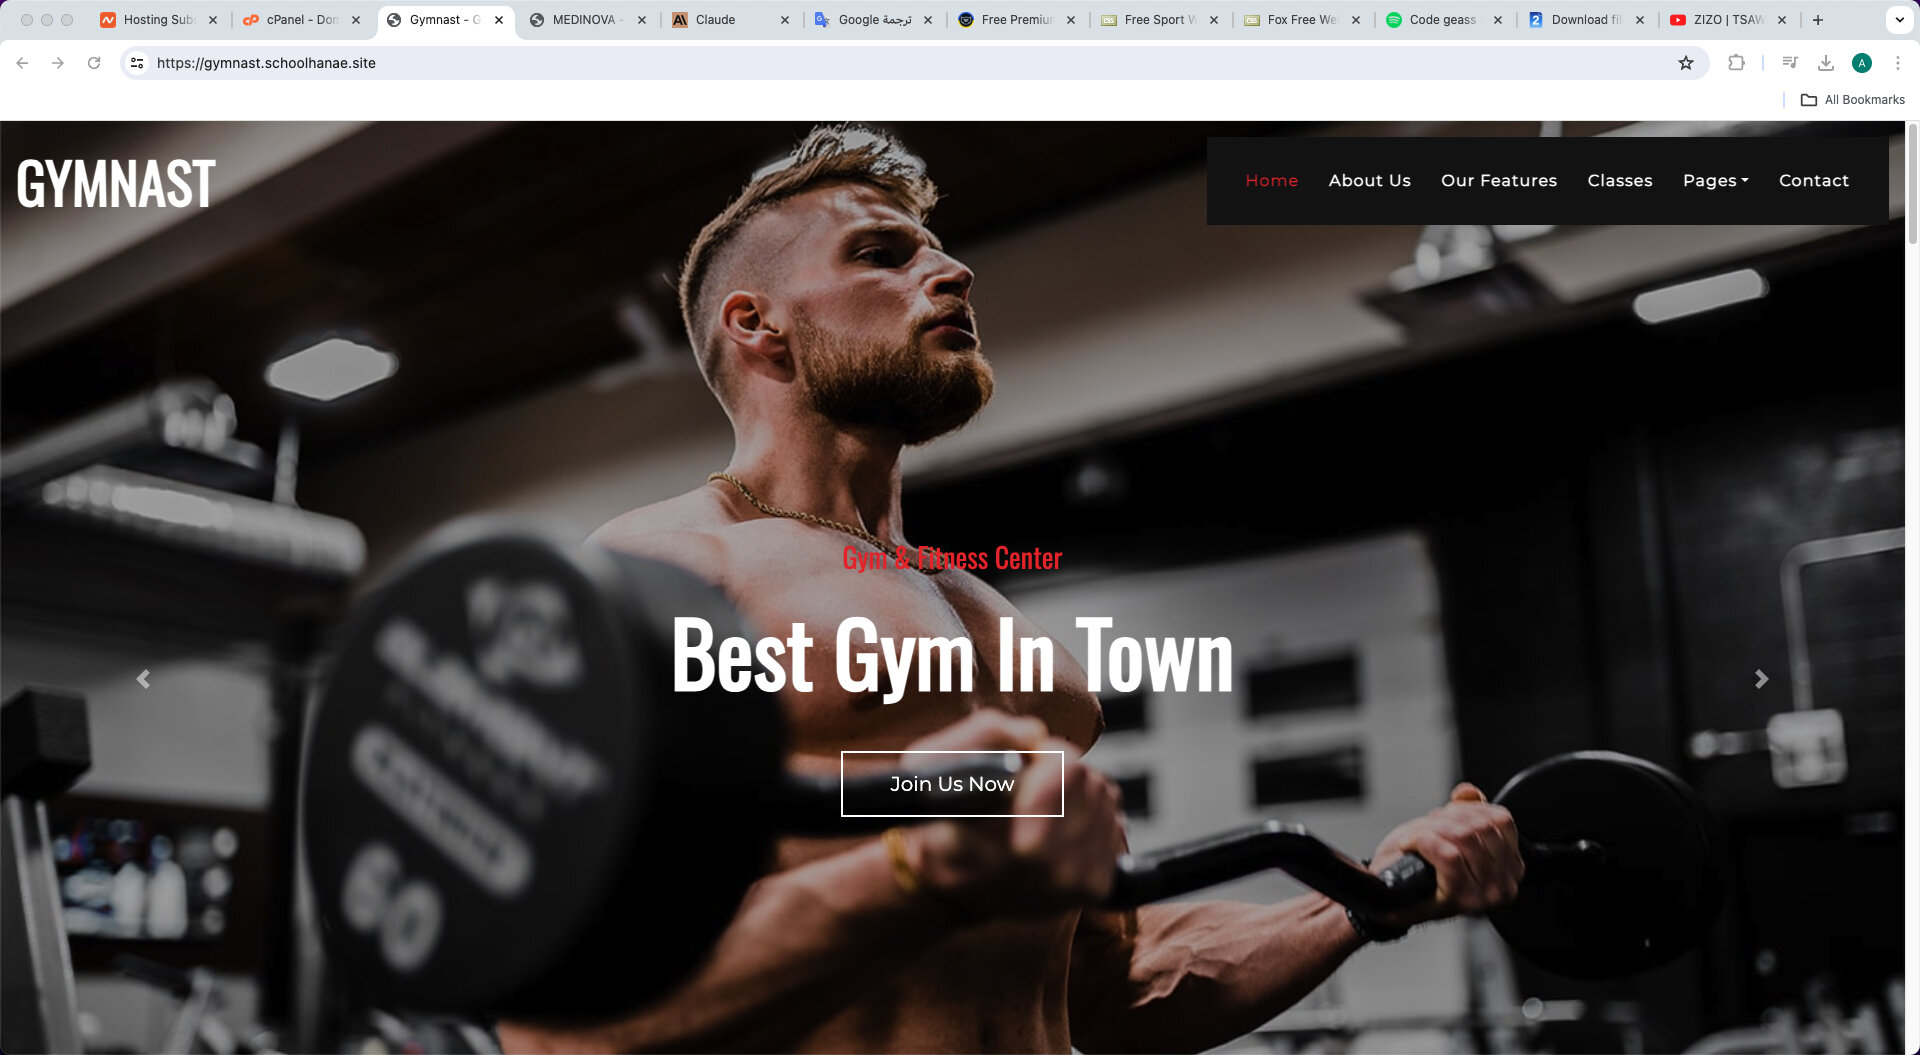 Hosting Sub
cPanel - Don
Gymnast - G
MEDINOVA -
Claude
Google ترجمة
Free Premiu
Free Sport W
Fox Free We
Code geass
Download fi
ZIZO | TSAW
https://gymnast.schoolhanae.site
A
All Bookmarks
GYMNAST
Home
About Us
Our Features
Classes
Pages
Contact
Gym & Fitness Center
Best Gym In Town
Join Us Now
60